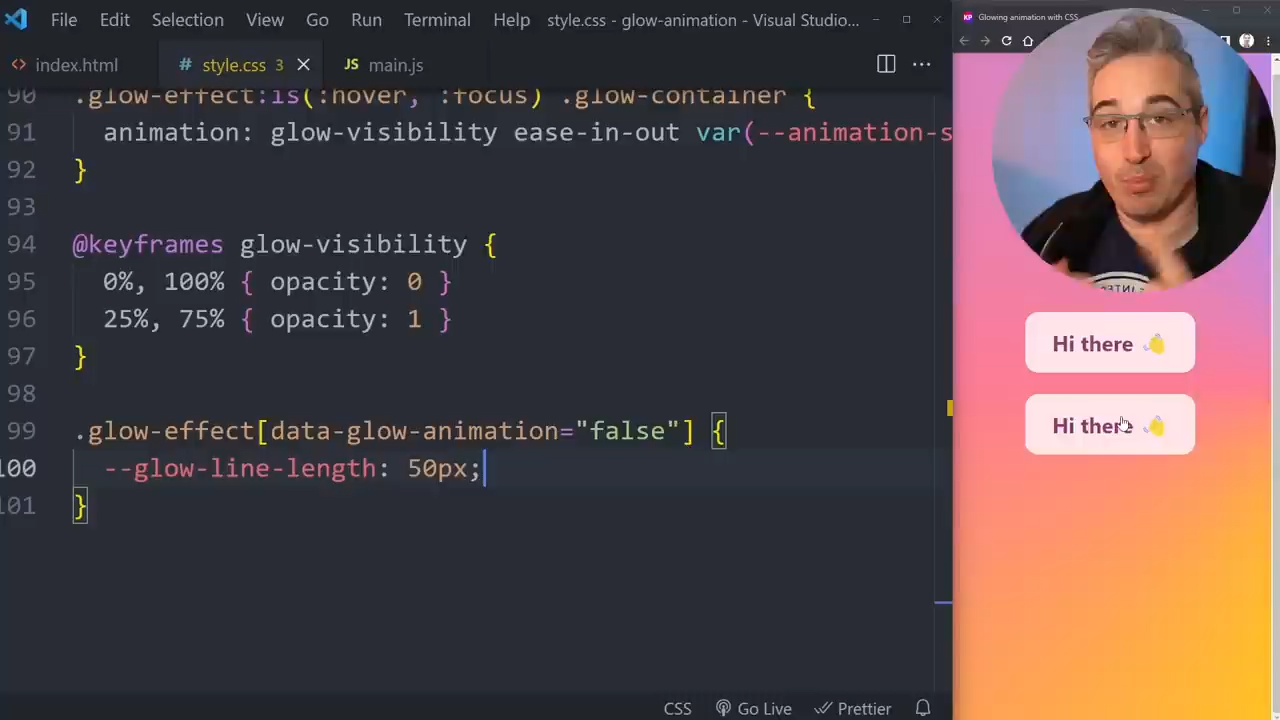 File Edit Selection View Go Run Terminal Help style.css - glow-animation - Visual Studio...
<> index.html # style.css 3 JS main.js
90 .glow-effect:is(:hover, :focus) .glow-container {
91 animation: glow-visibility ease-in-out var(--animation-s
92 }
93
94 @keyframes glow-visibility {
95 0%, 100% { opacity: 0 }
96 25%, 75% { opacity: 1 }
97 }
98
99 .glow-effect[data-glow-animation="false"] {
100 --glow-line-length: 50px;
101 }
CSS Go Live Prettier
KP Glowing animation with CSS
Hi there 👋
Hi there 👋